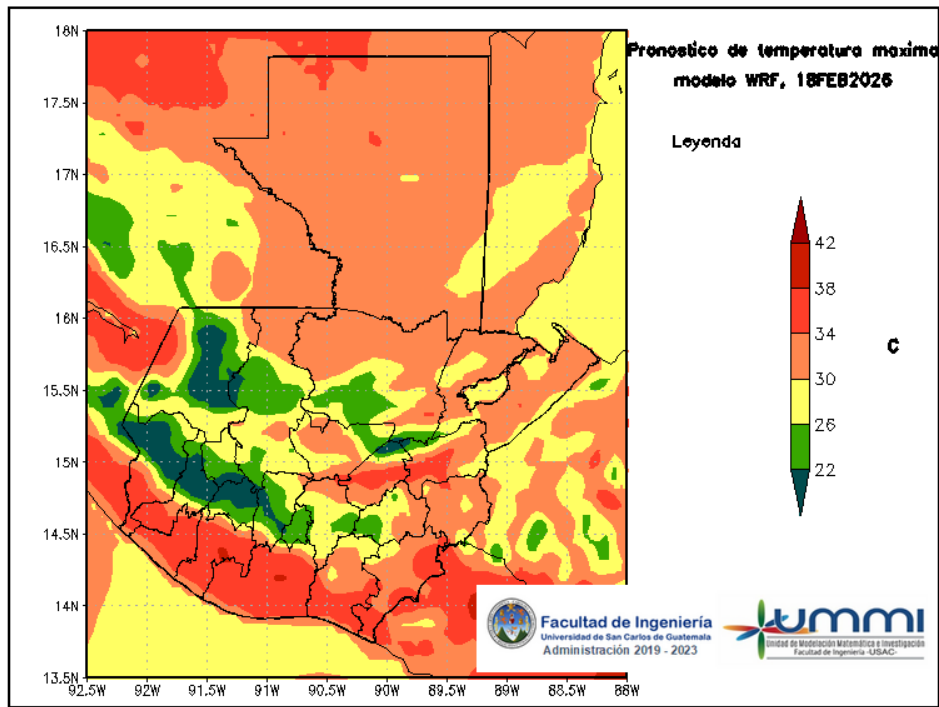 Pronostico de temperatura maxima
modelo WRF, 18FEB2026
Leyenda
42
38
34
30
26
22
C
18N
17.5N
17N
16.5N
16N
15.5N
15N
14.5N
14N
13.5N
92.5W
92W
91.5W
91W
90.5W
90W
89.5W
89W
88.5W
88W
Facultad de Ingeniería
Universidad de San Carlos de Guatemala
Administración 2019 - 2023
UMMI
Unidad de Modelación Matemática e Investigación
Facultad de Ingeniería -USAC-